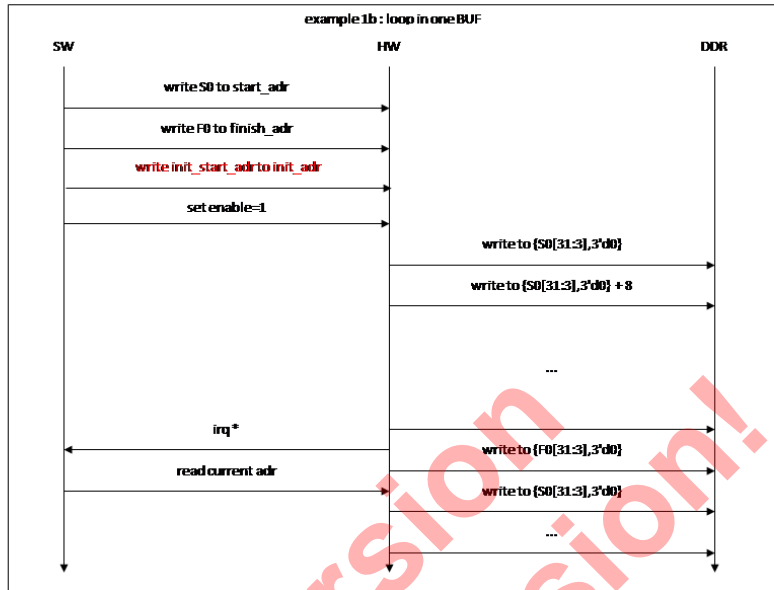 example 1b : loop in one BUF
SW HW DDR
write S0 to start_adr
write F0 to finish_adr
write init_start_adr to init_adr
set enable=1
write to {S0[31:3],3'd0}
write to {S0[31:3],3'd0} + 8
...
irq *
write to {F0[31:3],3'd0}
read current adr
write to {S0[31:3],3'd0}
...
ersion
sion!